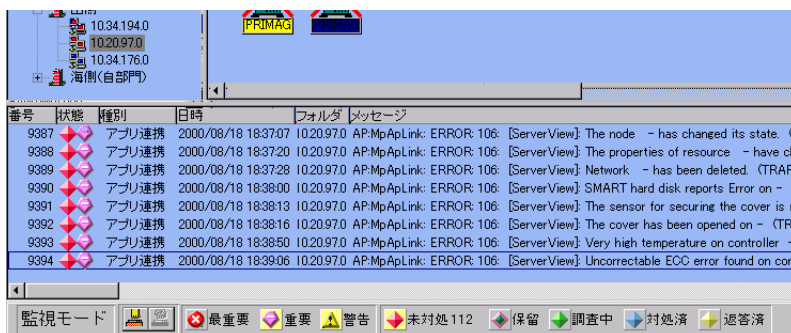 10.34.194.0
10.20.97.0
10.34.176.0
海側(自部門)
PRIMAG
番号 状態 種別 日時 フォルダ メッセージ
9387 アプリ連携 2000/08/18 18:37:07 10.20.97.0 AP:MpApLink: ERROR: 106: [ServerView]: The node - has changed its state. (
9388 アプリ連携 2000/08/18 18:37:20 10.20.97.0 AP:MpApLink: ERROR: 106: [ServerView]: The properties of resource - have c
9389 アプリ連携 2000/08/18 18:37:28 10.20.97.0 AP:MpApLink: ERROR: 106: [ServerView]: Network - has been deleted. (TRAP
9390 アプリ連携 2000/08/18 18:38:00 10.20.97.0 AP:MpApLink: ERROR: 106: [ServerView]: SMART hard disk reports Error on -
9391 アプリ連携 2000/08/18 18:38:13 10.20.97.0 AP:MpApLink: ERROR: 106: [ServerView]: The sensor for securing the cover is
9392 アプリ連携 2000/08/18 18:38:16 10.20.97.0 AP:MpApLink: ERROR: 106: [ServerView]: The cover has been opened on - (TR
9393 アプリ連携 2000/08/18 18:38:50 10.20.97.0 AP:MpApLink: ERROR: 106: [ServerView]: Very high temperature on controller -
9394 アプリ連携 2000/08/18 18:39:06 10.20.97.0 AP:MpApLink: ERROR: 106: [ServerView]: Uncorrectable ECC error found on con
監視モード 最重要 重要 警告 未対処 112 保留 調査中 対処済 返答済